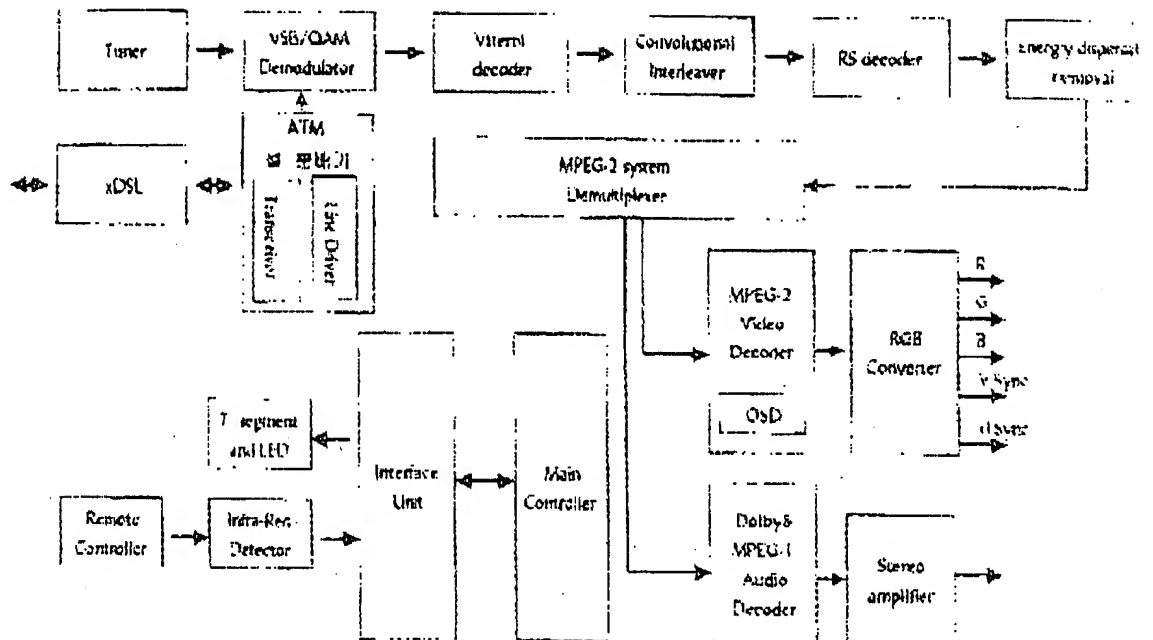 Tuner
VSB/QAM
Demodulator
Viterbi
decoder
Convolutional
Interleaver
RS decoder
Energy dispersal
removal
xDSL
ATM
Transceiver
Line Driver
MPEG-2 system
Demultiplexer
MPEG-2
Video
Decoder
OSD
RGB
Converter
R
G
B
V Sync
H Sync
7 segment
and LED
Interface
Unit
Main
Controller
Remote
Controller
Infra-Red
Detector
Dolby&
MPEG-1
Audio
Decoder
Stereo
amplifier